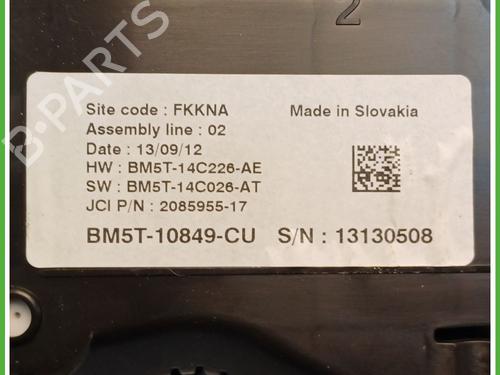 2
Site code : FKKNA
Made in Slovakia
Assembly line : 02
Date : 13/09/12
HW : BM5T-14C226-AE
SW : BM5T-14C026-AT
JCI P/N : 2085955-17
BM5T-10849-CU S/N : 13130508
B-PARTS